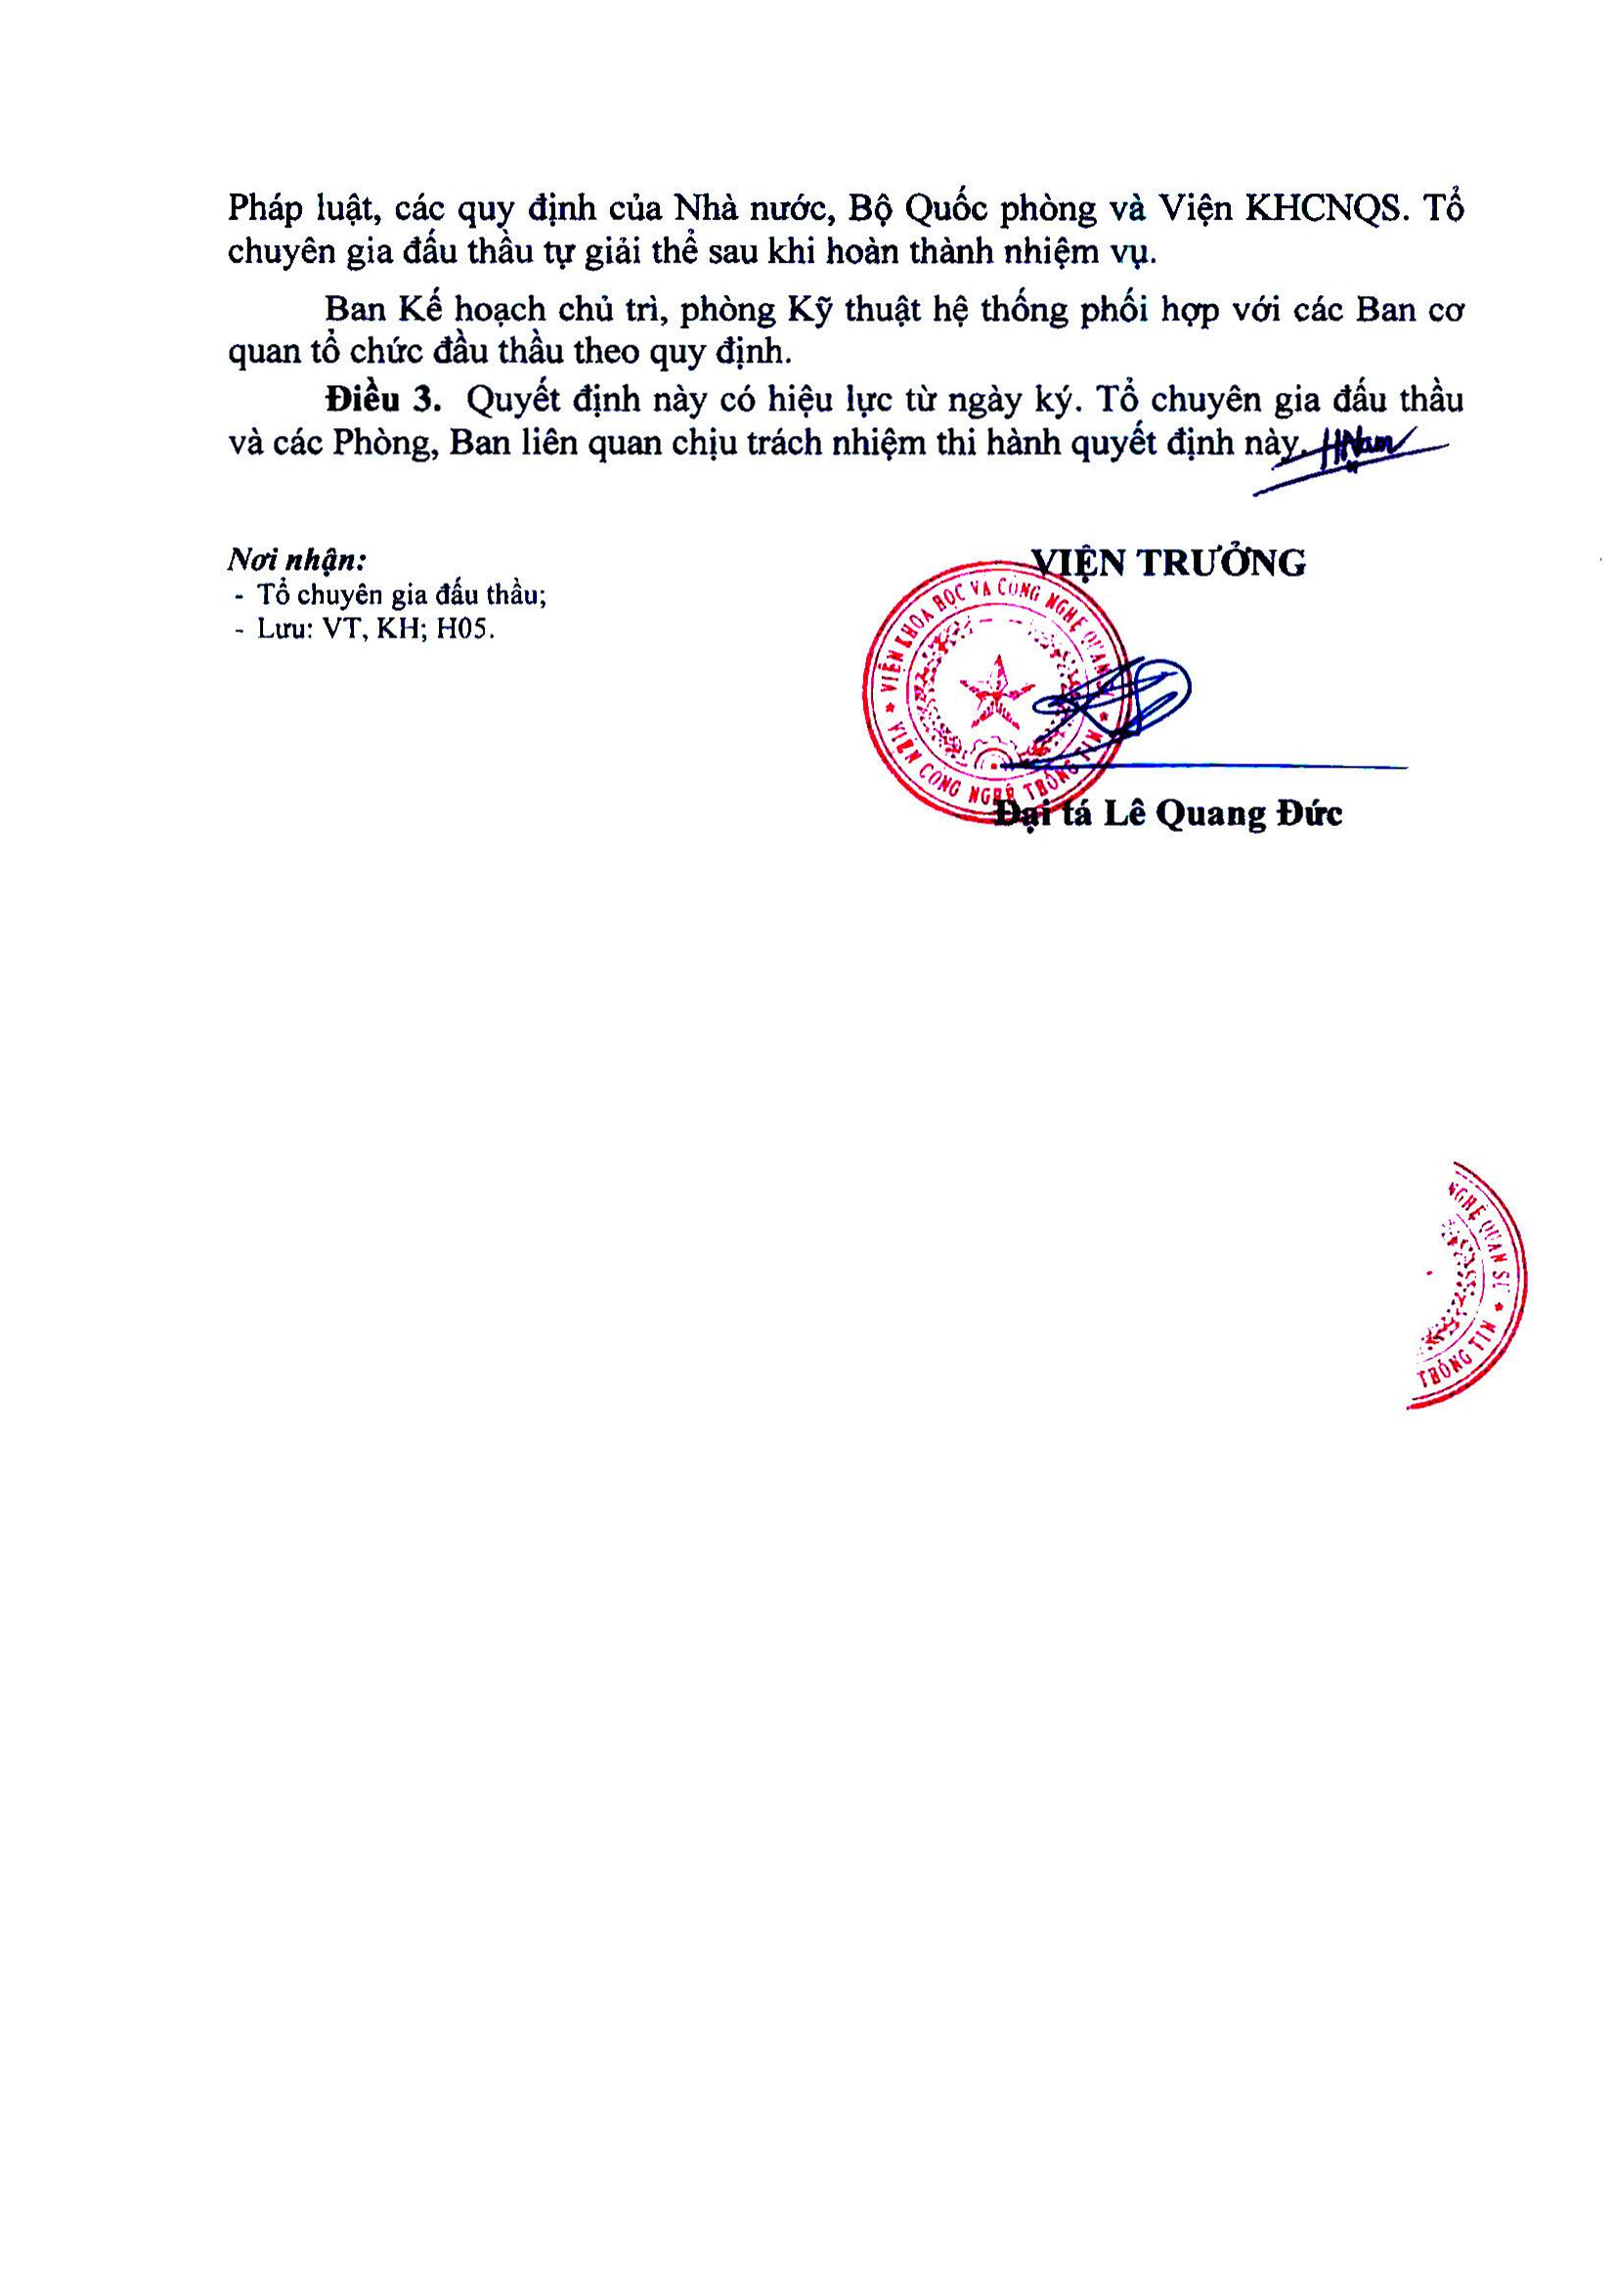 Pháp luật, các quy định của Nhà nước, Bộ Quốc phòng và Viện KHCNQS. Tổ
chuyên gia đấu thầu tự giải thể sau khi hoàn thành nhiệm vụ.
Ban Kế hoạch chủ trì, phòng Kỹ thuật hệ thống phối hợp với các Ban cơ
quan tổ chức đầu thầu theo quy định.
Điều 3. Quyết định này có hiệu lực từ ngày ký. Tổ chuyên gia đấu thầu
và các Phòng, Ban liên quan chịu trách nhiệm thi hành quyết định này. HNam
Nơi nhận:
- Tổ chuyên gia đấu thầu;
- Lưu: VT, KH; H05.
VIỆN TRƯỞNG
VIỆN KHOA HỌC VÀ CÔNG NGHỆ QUÂN SỰ
VIỆN CÔNG NGHỆ THÔNG TIN
Đại tá Lê Quang Đức
NGHỆ QUÂN SỰ
THÔNG TIN